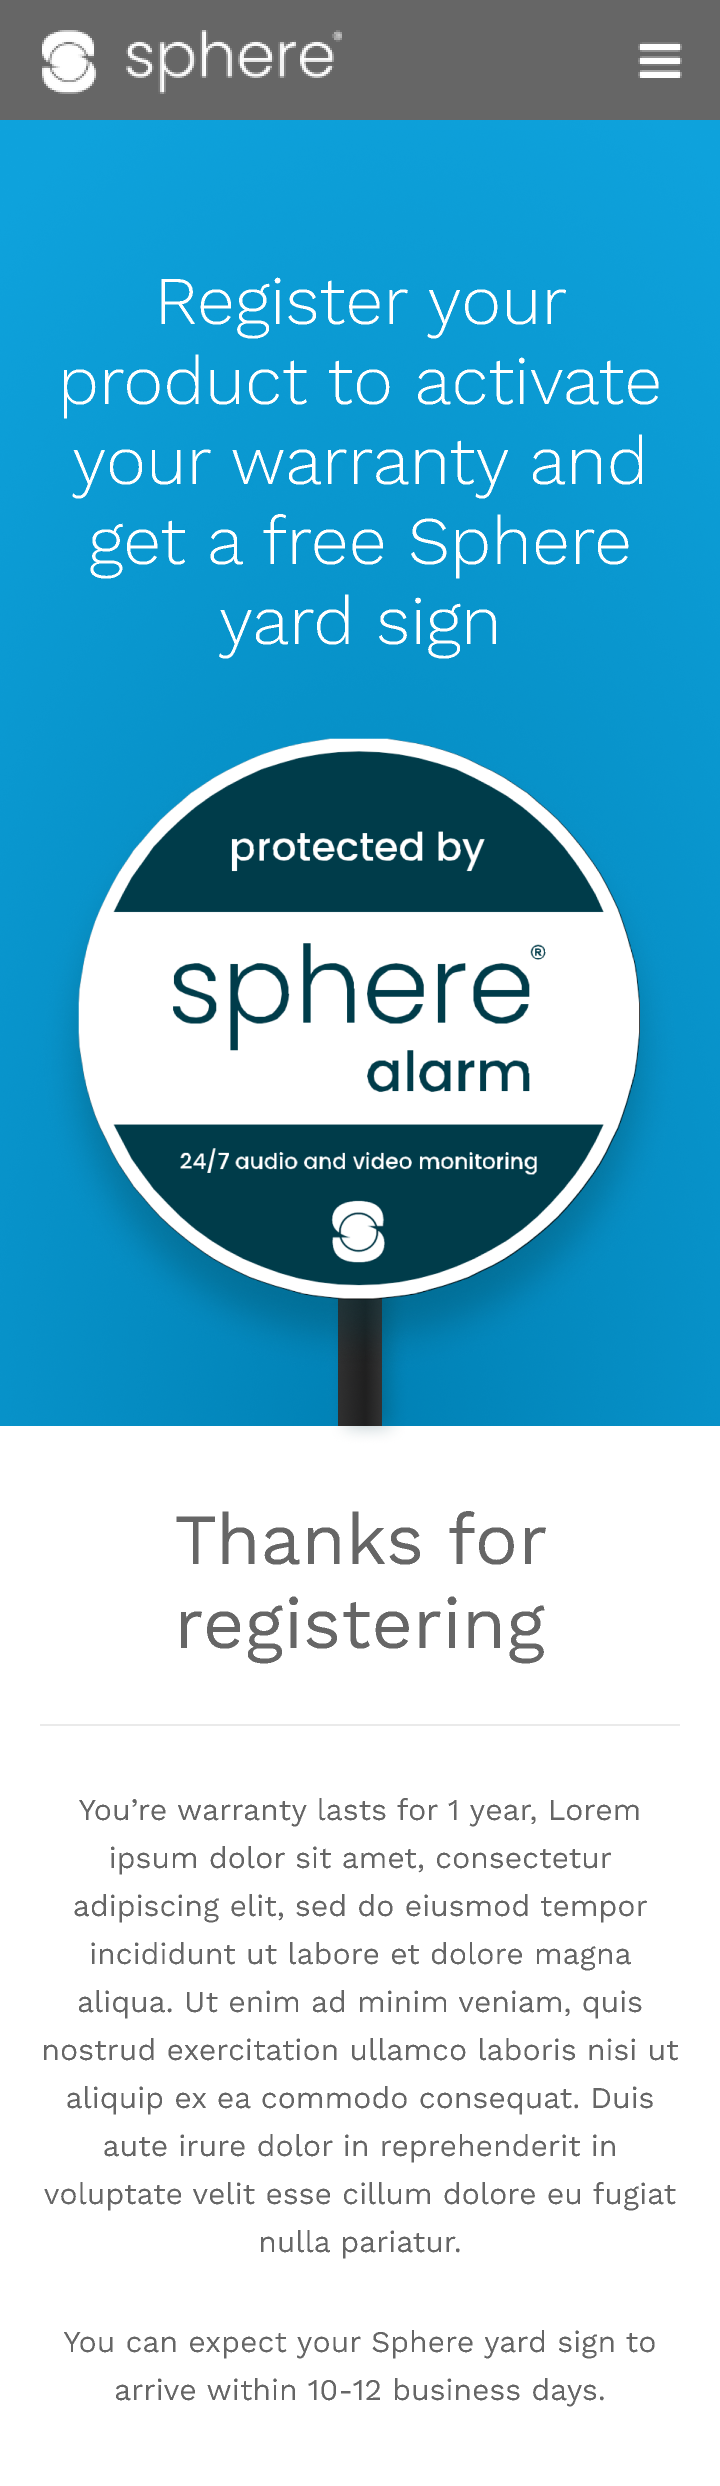 sphere®
Register your
product to activate
your warranty and
get a free Sphere
yard sign
protected by
sphere®
alarm
24/7 audio and video monitoring
Thanks for
registering
You’re warranty lasts for 1 year, Lorem
ipsum dolor sit amet, consectetur
adipiscing elit, sed do eiusmod tempor
incididunt ut labore et dolore magna
aliqua. Ut enim ad minim veniam, quis
nostrud exercitation ullamco laboris nisi ut
aliquip ex ea commodo consequat. Duis
aute irure dolor in reprehenderit in
voluptate velit esse cillum dolore eu fugiat
nulla pariatur.
You can expect your Sphere yard sign to
arrive within 10-12 business days.